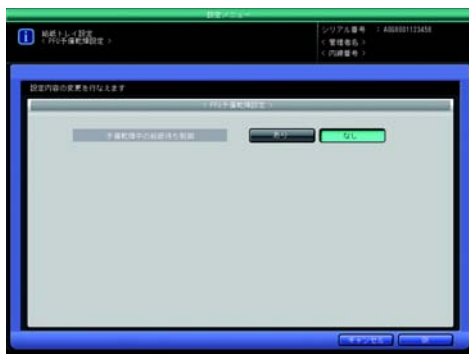 設定メニュー
給紙トレイ設定
< PFU予備乾燥設定 >
シリアル番号 : A0G0001123456
< 管理者名 >
< 内線番号 >
設定内容の変更を行なえます
< PFU予備乾燥設定 >
予備乾燥中の給紙待ち制御
あり
なし
キャンセル
OK